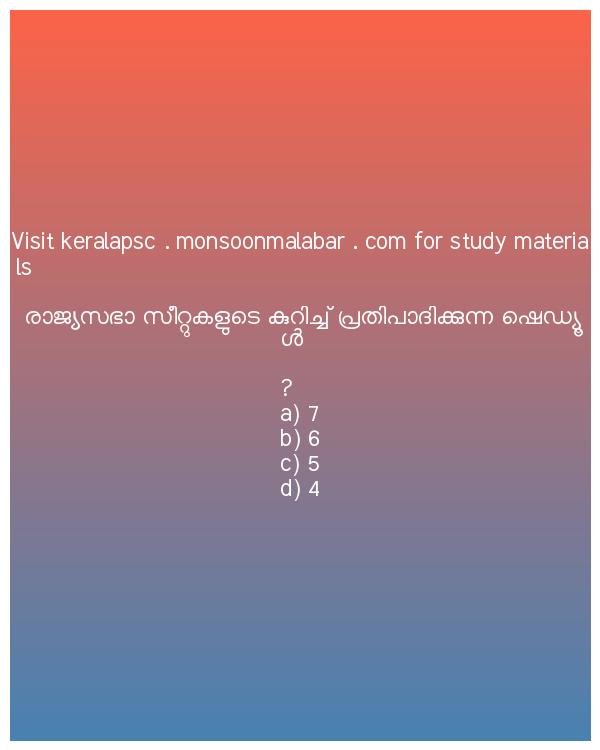 Visit keralapsc . monsoonmalabar . com for study materia
ls
രാജ്യസഭാ സീറ്റുകളുടെ കുറിച്ച് പ്രതിപാദിക്കുന്ന ഷെഡ്യൂ
ൾ
?
a) 7
b) 6
c) 5
d) 4